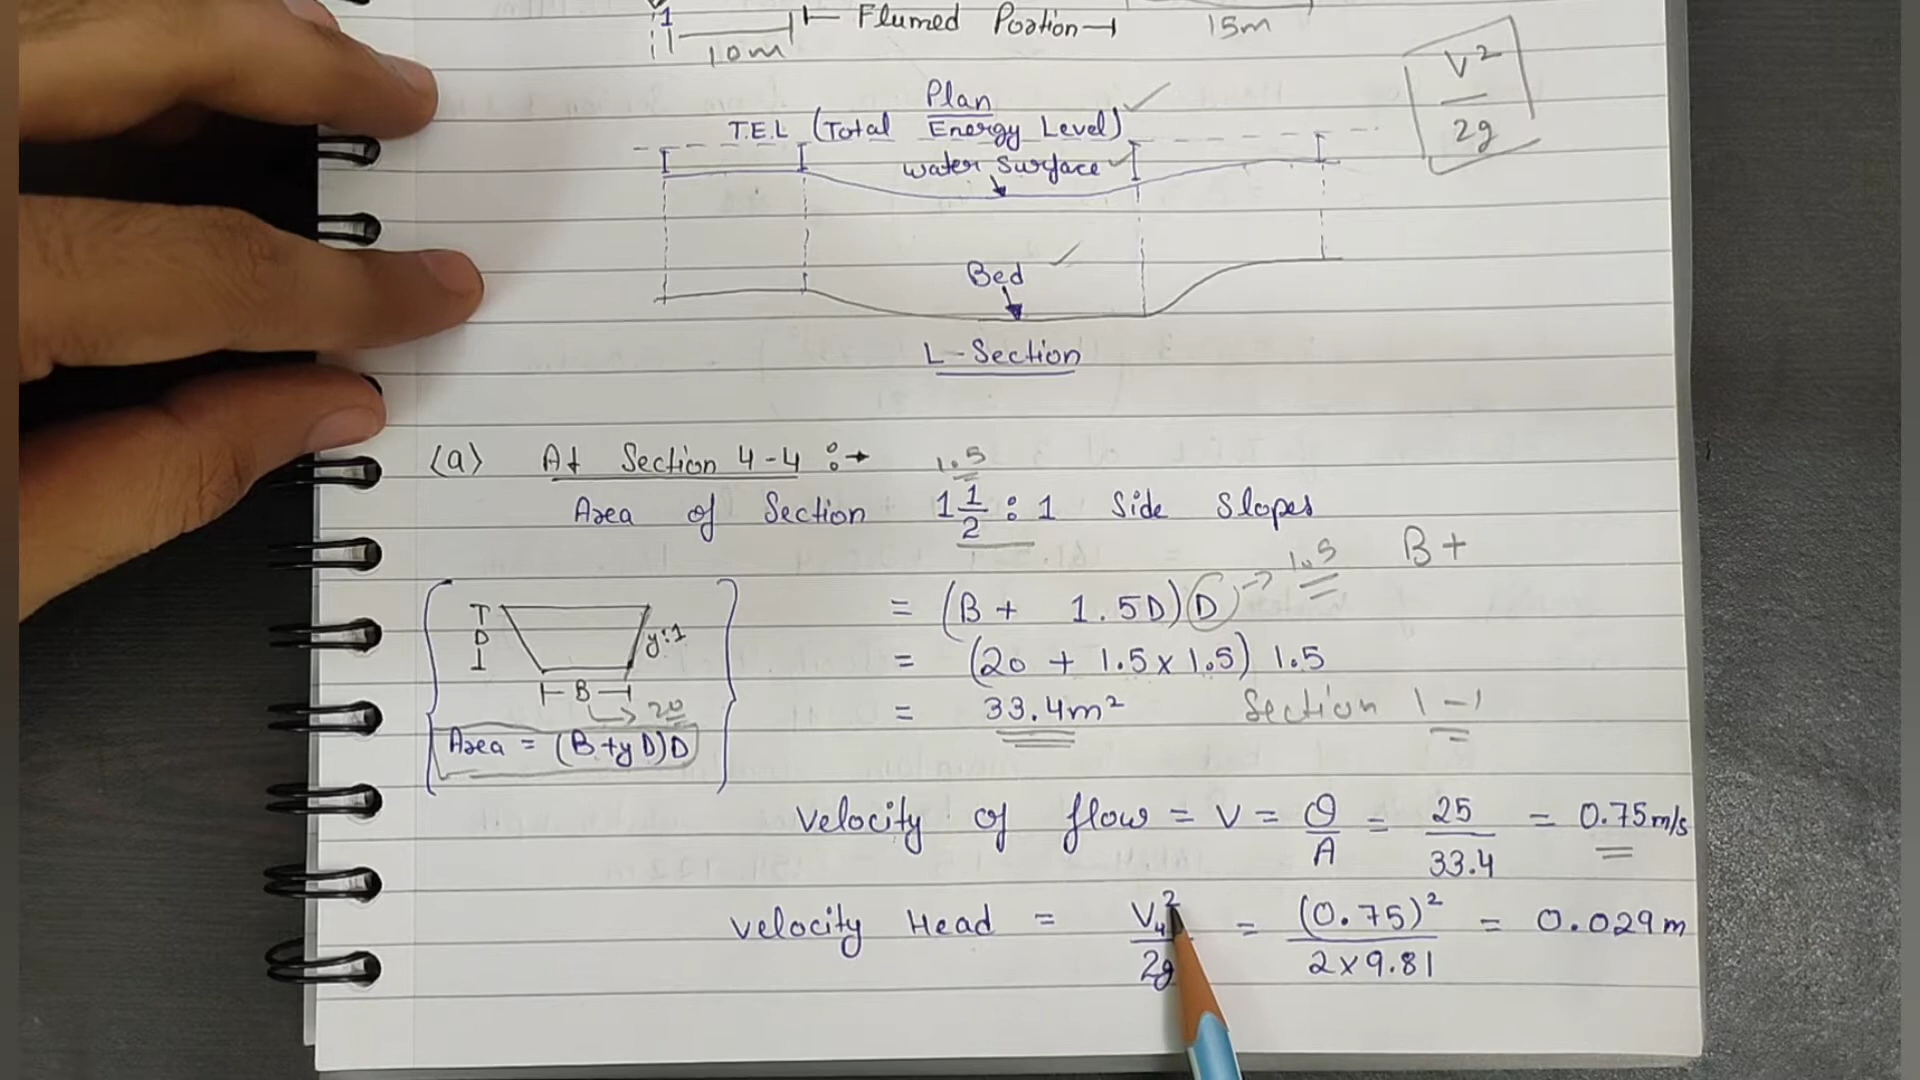 1 ⊢ Flumed Portion ⊣
10m
15m
V²/2g
Plan
T.E.L (Total Energy Level)
water Surface
Bed
L-Section
(a) At Section 4-4 :→
1.5
Area of Section 1 1/2 : 1 Side Slopes
= (B + 1.5D)(D) → 1.5 B +
T
D
y:1
= (20 + 1.5 x 1.5) 1.5
B
→ 20
= 33.4m² Section 1-1
Area = (B + y D)D
Velocity of flow = V = Q/A = 25/33.4 = 0.75 m/s
Velocity Head = V₄²/2g = (0.75)²/2x9.81 = 0.029 m